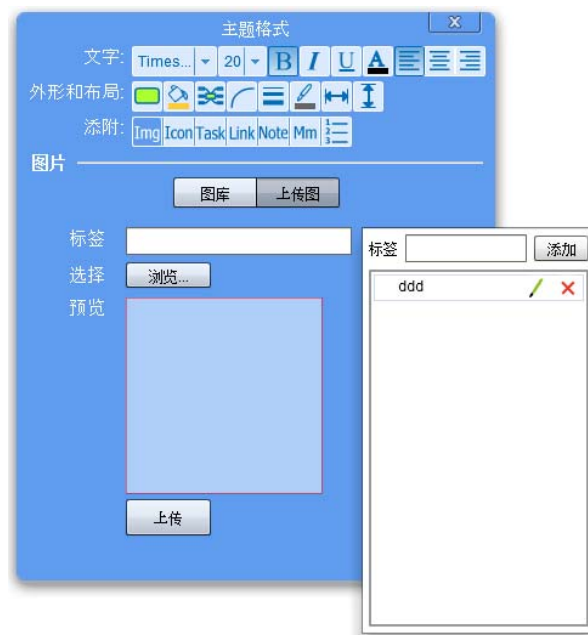 主题格式
x
文字: Times... 20 B I U A
外形和布局:
添附: Img Icon Task Link Note Mm
图片
图库 上传图
标签
选择 浏览...
预览
上传
标签 添加
ddd